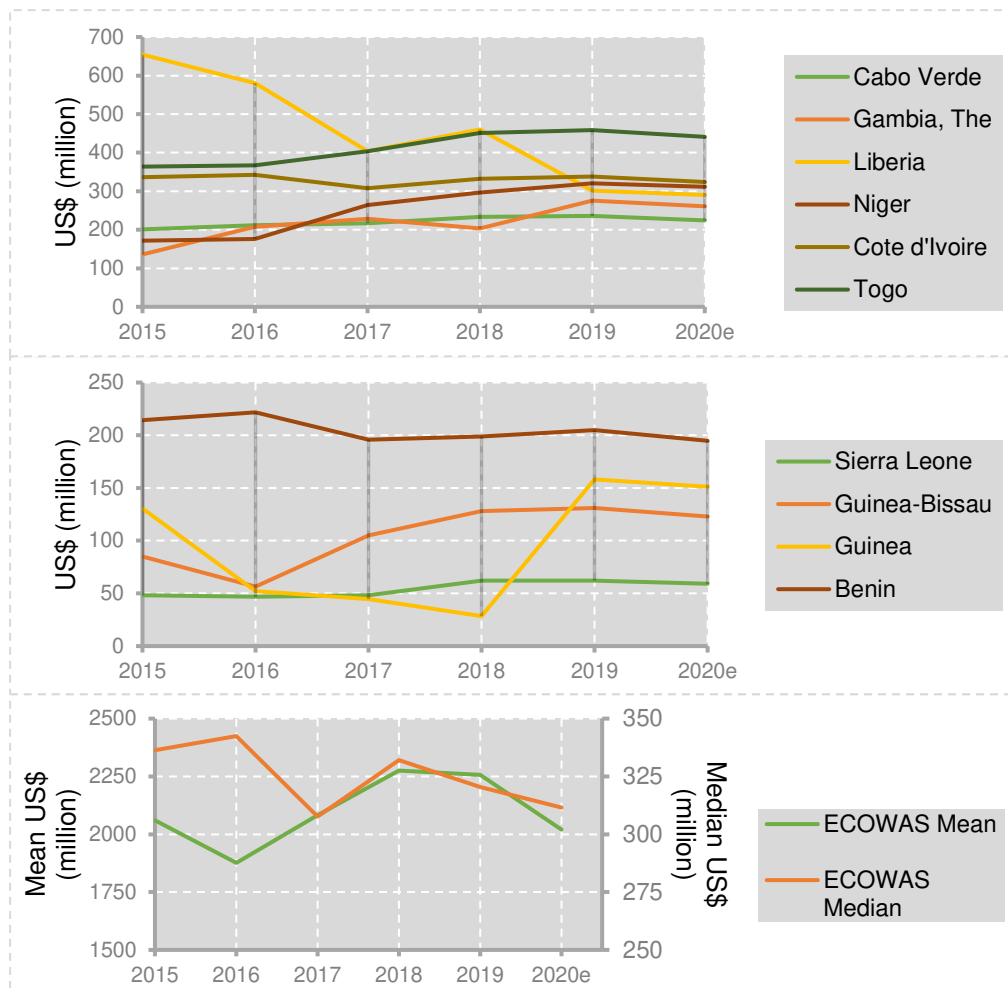 700
600
500
400
300
200
100
0
US$ (million)
2015 2016 2017 2018 2019 2020e
Cabo Verde
Gambia, The
Liberia
Niger
Cote d'Ivoire
Togo
250
200
150
100
50
0
US$ (million)
2015 2016 2017 2018 2019 2020e
Sierra Leone
Guinea-Bissau
Guinea
Benin
2500
2250
2000
1750
1500
Mean US$
(million)
350
325
300
275
250
Median US$
(million)
2015 2016 2017 2018 2019 2020e
ECOWAS Mean
ECOWAS
Median